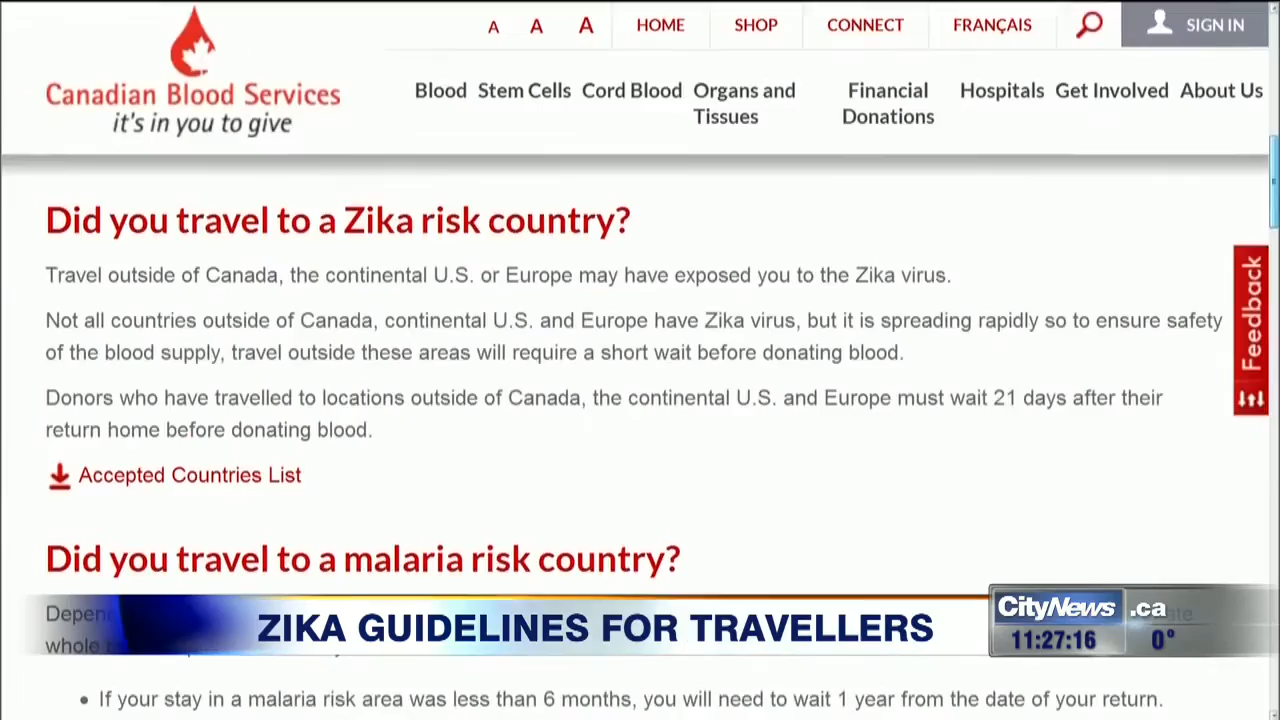 A A A HOME SHOP CONNECT FRANÇAIS SIGN IN
Canadian Blood Services
it's in you to give
Blood Stem Cells Cord Blood Organs and Tissues Financial Donations Hospitals Get Involved About Us
Did you travel to a Zika risk country?
Travel outside of Canada, the continental U.S. or Europe may have exposed you to the Zika virus.
Not all countries outside of Canada, continental U.S. and Europe have Zika virus, but it is spreading rapidly so to ensure safety
of the blood supply, travel outside these areas will require a short wait before donating blood.
Donors who have travelled to locations outside of Canada, the continental U.S. and Europe must wait 21 days after their
return home before donating blood.
Accepted Countries List
Feedback
Did you travel to a malaria risk country?
whole
ZIKA GUIDELINES FOR TRAVELLERS
CityNews .ca
11:27:16 0°
• If your stay in a malaria risk area was less than 6 months, you will need to wait 1 year from the date of your return.